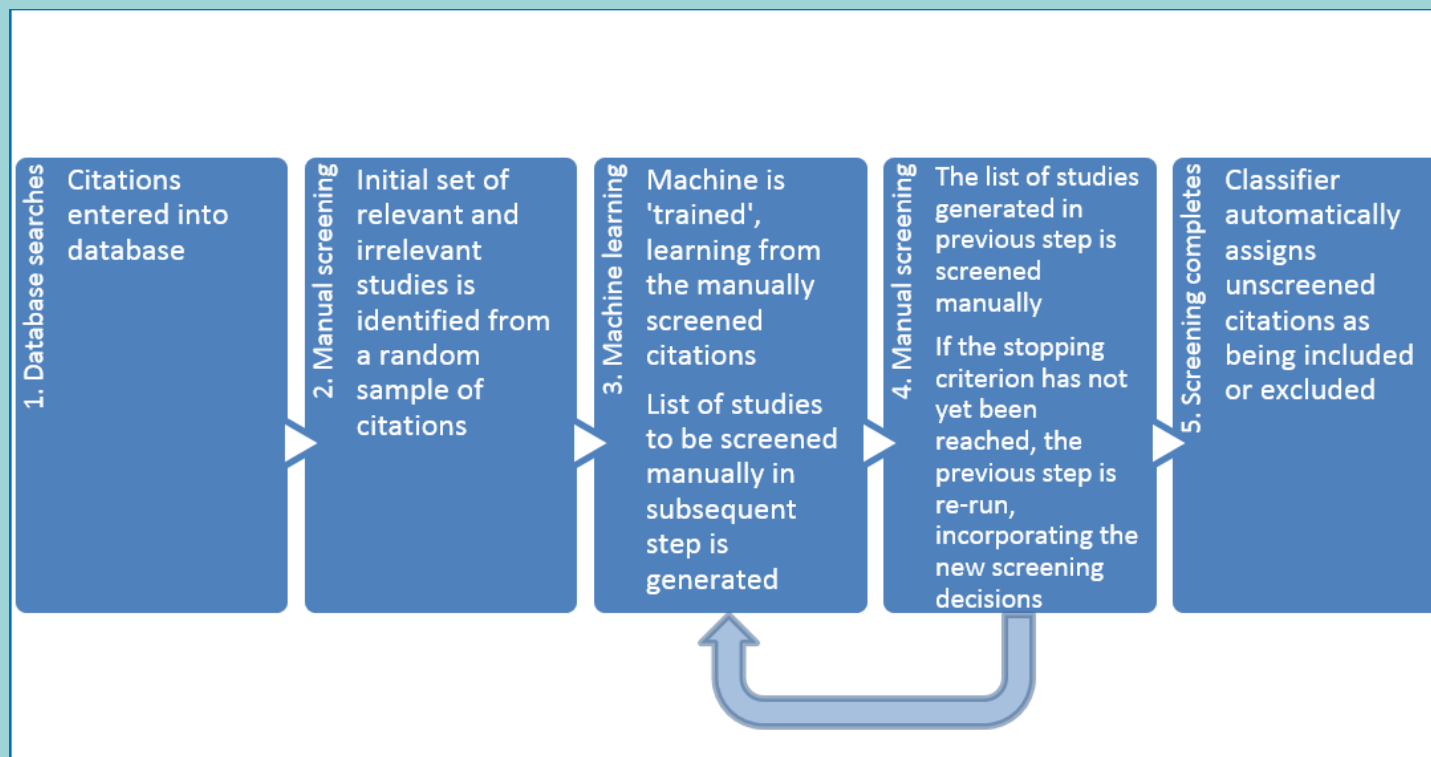 1. Database searches
Citations
entered into
database
2. Manual screening
Initial set of
relevant and
irrelevant
studies is
identified from
a random
sample of
citations
3. Machine learning
Machine is
'trained',
learning from
the manually
screened
citations
List of studies
to be screened
manually in
subsequent
step is
generated
4. Manual screening
The list of studies
generated in
previous step is
screened
manually
If the stopping
criterion has not
yet been
reached, the
previous step is
re-run,
incorporating the
new screening
decisions
5. Screening completes
Classifier
automatically
assigns
unscreened
citations as
being included
or excluded